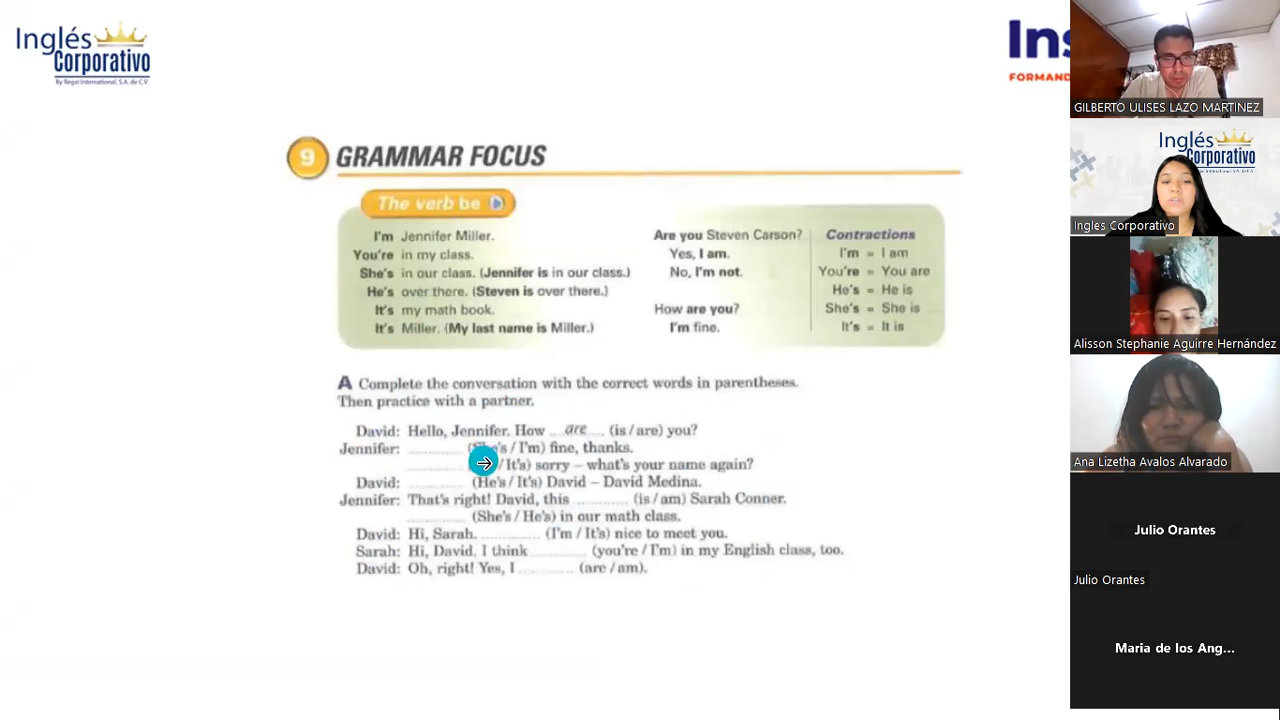 Inglés
Corporativo
By Regal International, S.A. de C.V.
Ins
FORMAND
9 GRAMMAR FOCUS
The verb be
I'm Jennifer Miller.
You're in my class.
She's in our class. (Jennifer is in our class.)
He's over there. (Steven is over there.)
It's my math book.
It's Miller. (My last name is Miller.)
Are you Steven Carson?
Yes, I am.
No, I'm not.
How are you?
I'm fine.
Contractions
I'm = I am
You're = You are
He's = He is
She's = She is
It's = It is
A Complete the conversation with the correct words in parentheses.
Then practice with a partner.
David: Hello, Jennifer. How are (is / are) you?
Jennifer: (She's / I'm) fine, thanks.
/ It's) sorry – what's your name again?
David: (He's / It's) David – David Medina.
Jennifer: That's right! David, this (is / am) Sarah Conner.
(She's / He's) in our math class.
David: Hi, Sarah. (I'm / It's) nice to meet you.
Sarah: Hi, David. I think (you're / I'm) in my English class, too.
David: Oh, right! Yes, I (are / am).
GILBERTO ULISES LAZO MARTINEZ
Inglés
Corporativo
Ingles Corporativo
Alisson Stephanie Aguirre Hernández
Ana Lizetha Avalos Alvarado
Julio Orantes
Julio Orantes
Maria de los Ang...